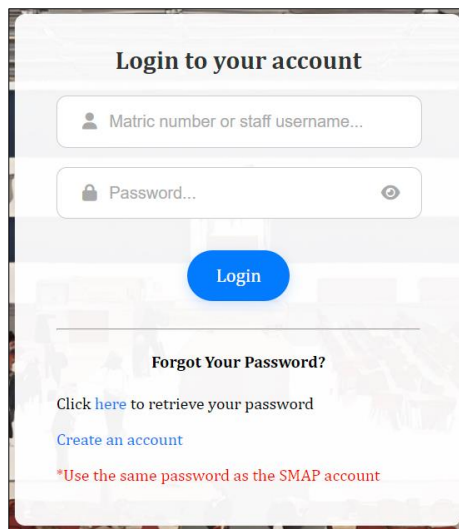 Login to your account
Matric number or staff username...
Password...
Login
Forgot Your Password?
Click here to retrieve your password
Create an account
*Use the same password as the SMAP account